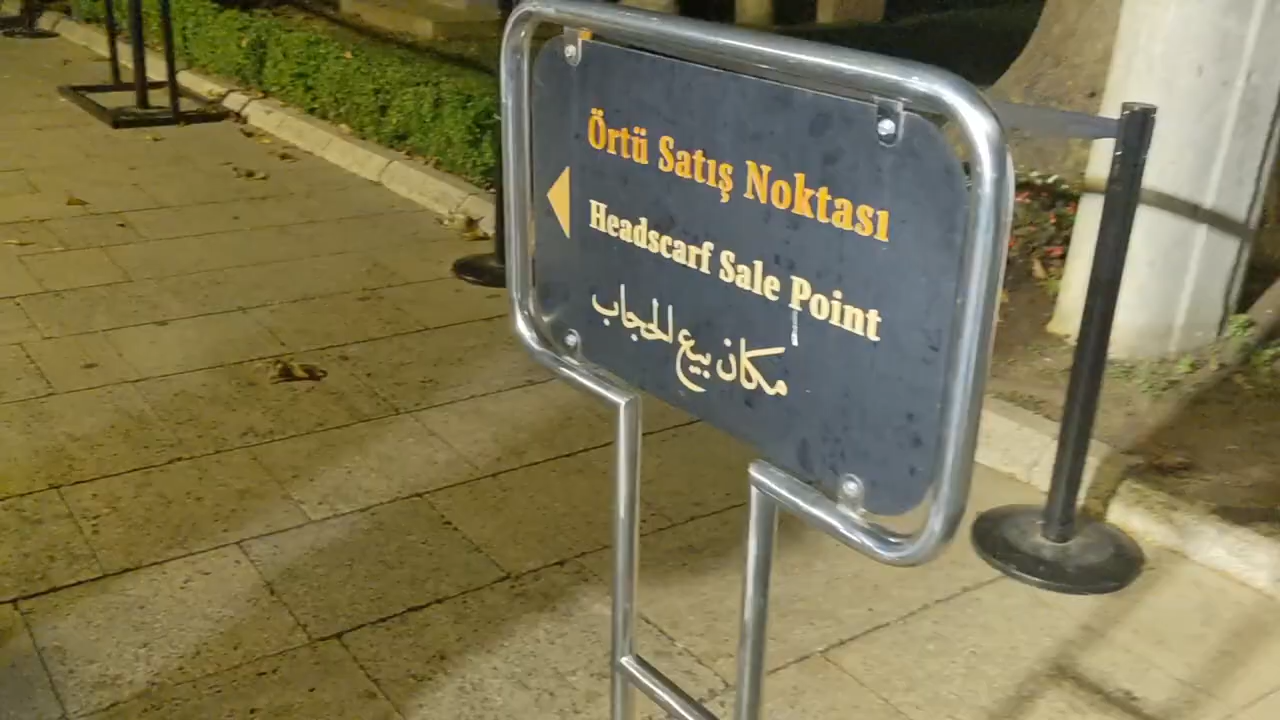 Örtü Satış Noktası
Headscarf Sale Point
مكان بيع الحجاب